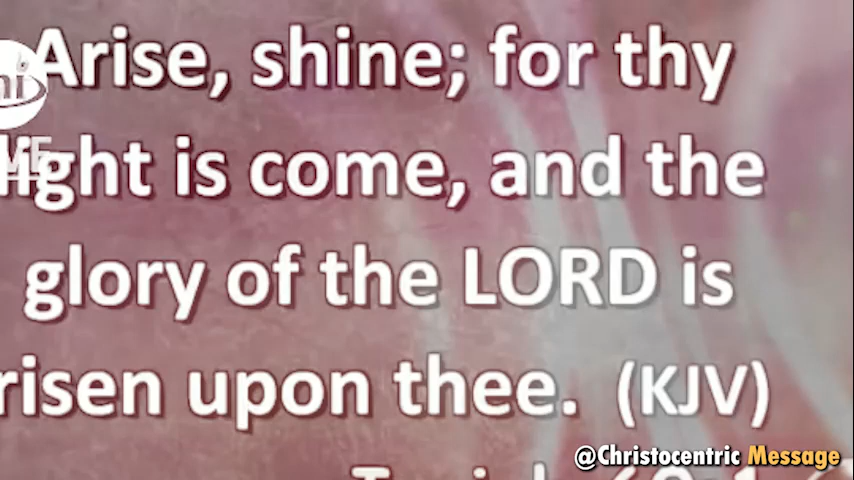 Arise, shine; for thy
light is come, and the
glory of the LORD is
risen upon thee. (KJV)
@Christocentric Message